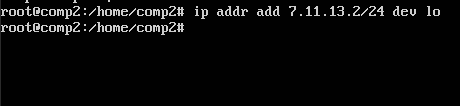 root@comp2:/home/comp2# ip addr add 7.11.13.2/24 dev lo
root@comp2:/home/comp2#